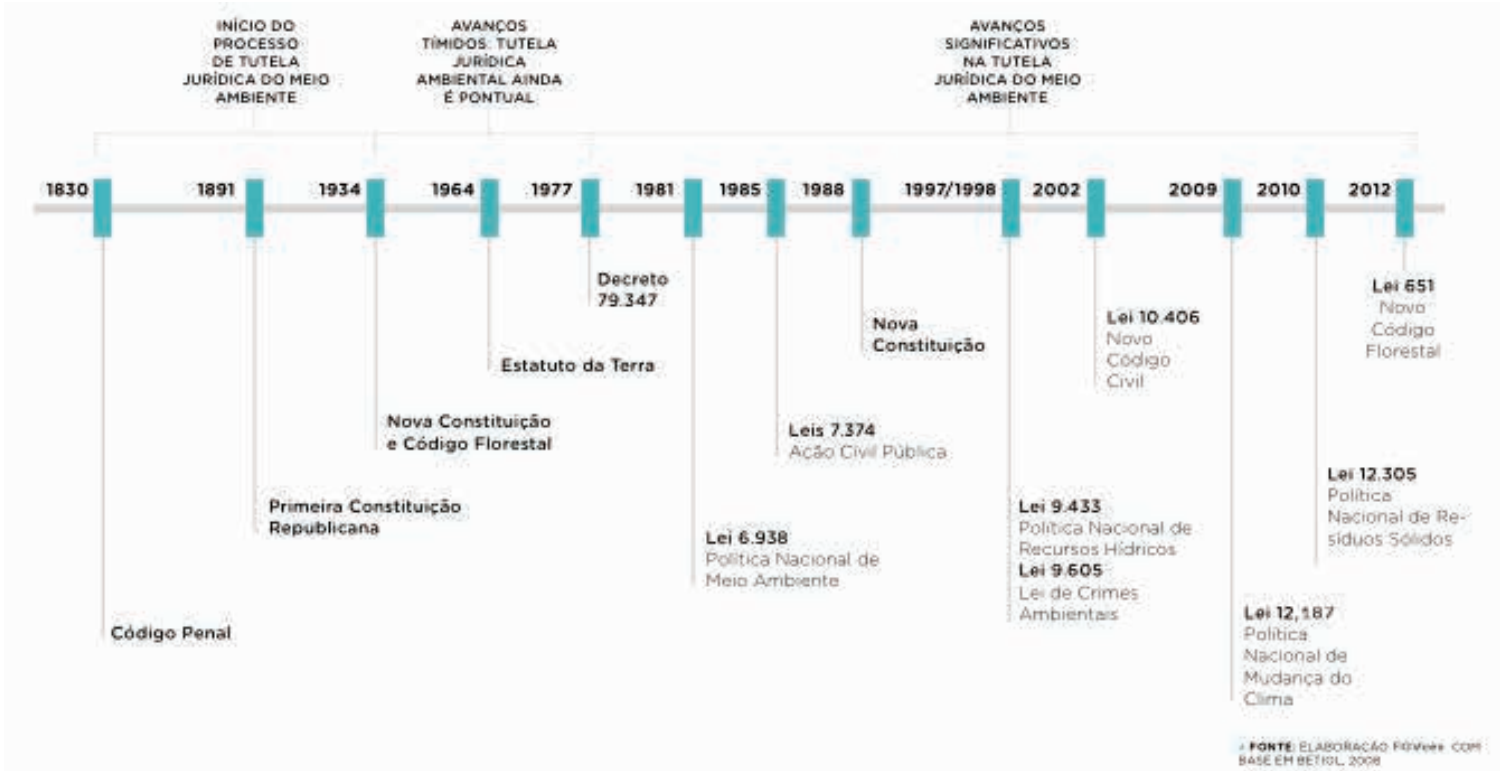 INÍCIO DO
PROCESSO
DE TUTELA
JURÍDICA DO MEIO
AMBIENTE
AVANÇOS
TÍMIDOS: TUTELA
JURÍDICA
AMBIENTAL AINDA
É PONTUAL
AVANÇOS
SIGNIFICATIVOS
NA TUTELA
JURÍDICA DO MEIO
AMBIENTE
1830
1891
1934
1964
1977
1981
1985
1988
1997/1998
2002
2009
2010
2012
Código Penal
Primeira Constituição
Republicana
Nova Constituição
e Código Florestal
Estatuto da Terra
Decreto
79.347
Lei 6.938
Política Nacional de
Meio Ambiente
Leis 7.374
Ação Civil Pública
Nova
Constituição
Lei 9.433
Política Nacional de
Recursos Hídricos
Lei 9.605
Lei de Crimes
Ambientais
Lei 10.406
Novo
Código
Civil
Lei 12,187
Política
Nacional de
Mudança do
Clima
Lei 12.305
Política
Nacional de Re-
síduos Sólidos
Lei 651
Novo
Código
Florestal
FONTE: ELABORAÇÃO COM
BASE EM BETIOL, 2008